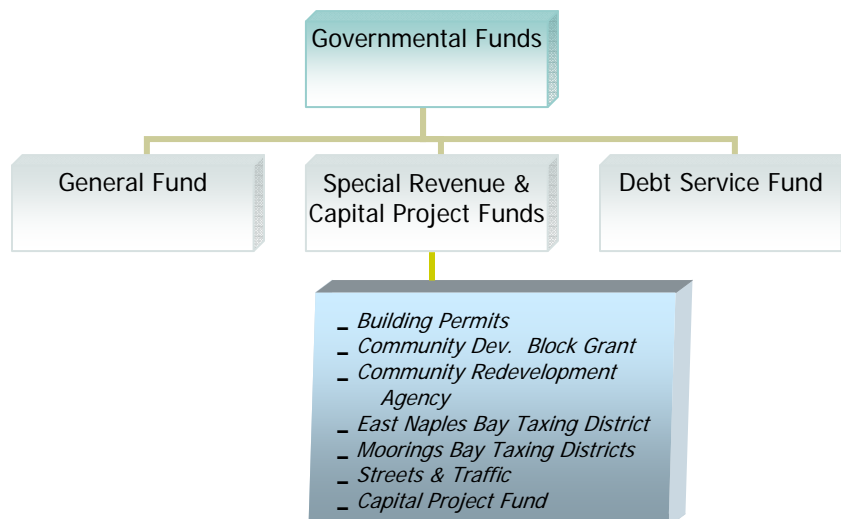 Governmental Funds
General Fund
Special Revenue &
Capital Project Funds
Debt Service Fund
- Building Permits
- Community Dev. Block Grant
- Community Redevelopment
Agency
- East Naples Bay Taxing District
- Moorings Bay Taxing Districts
- Streets & Traffic
- Capital Project Fund